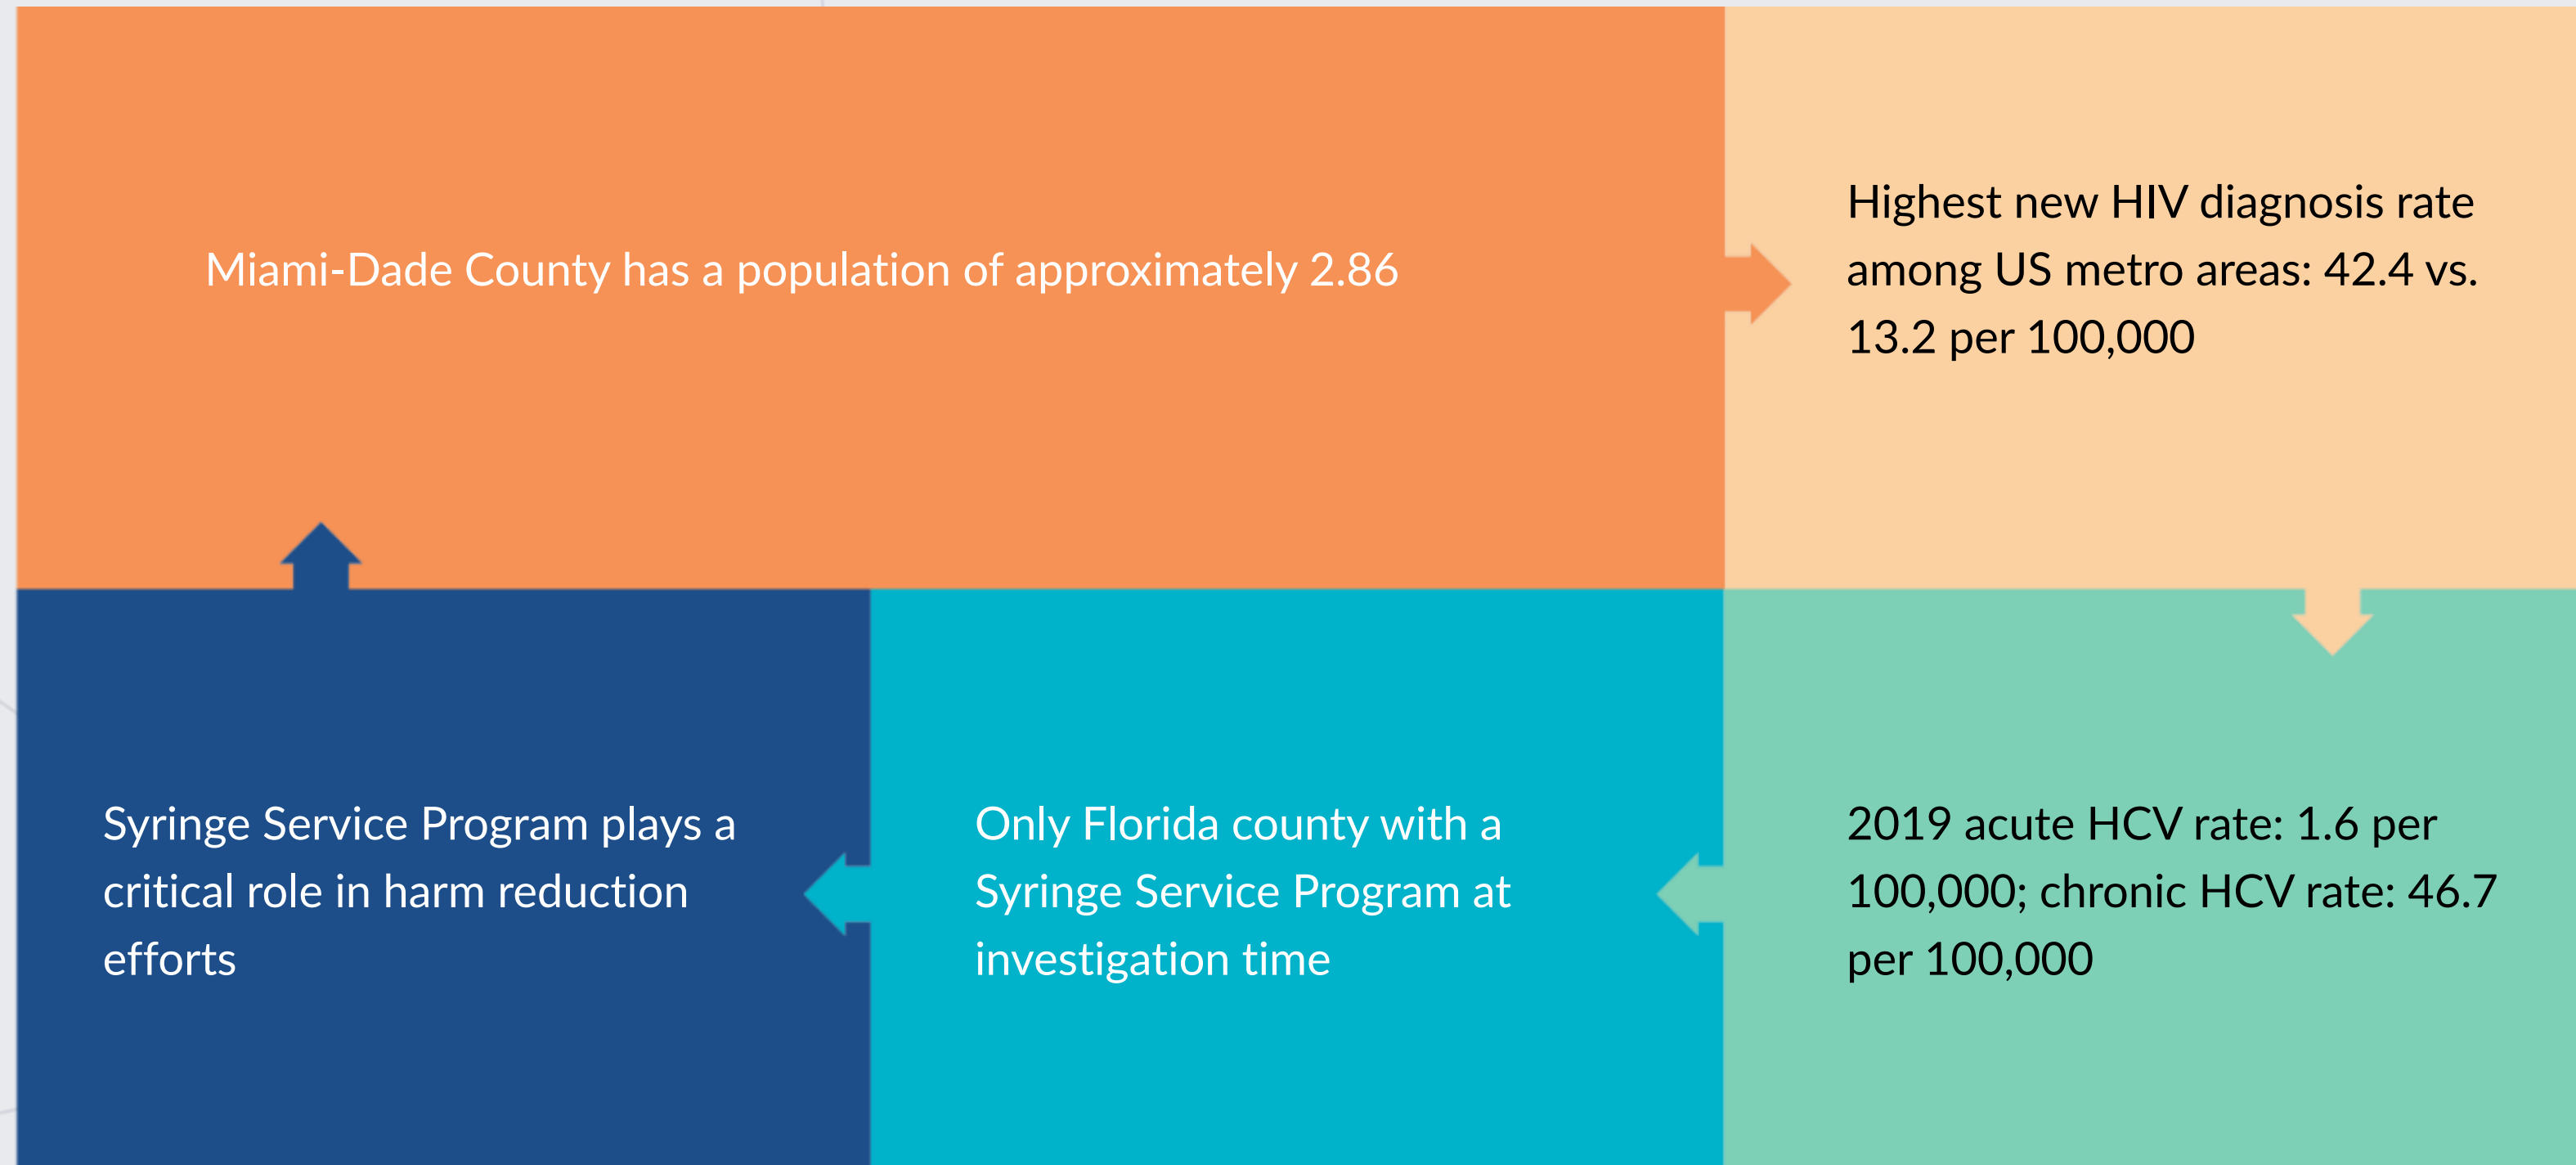 Miami-Dade County has a population of approximately 2.86
Highest new HIV diagnosis rate
among US metro areas: 42.4 vs.
13.2 per 100,000
2019 acute HCV rate: 1.6 per
100,000; chronic HCV rate: 46.7
per 100,000
Only Florida county with a
Syringe Service Program at
investigation time
Syringe Service Program plays a
critical role in harm reduction
efforts